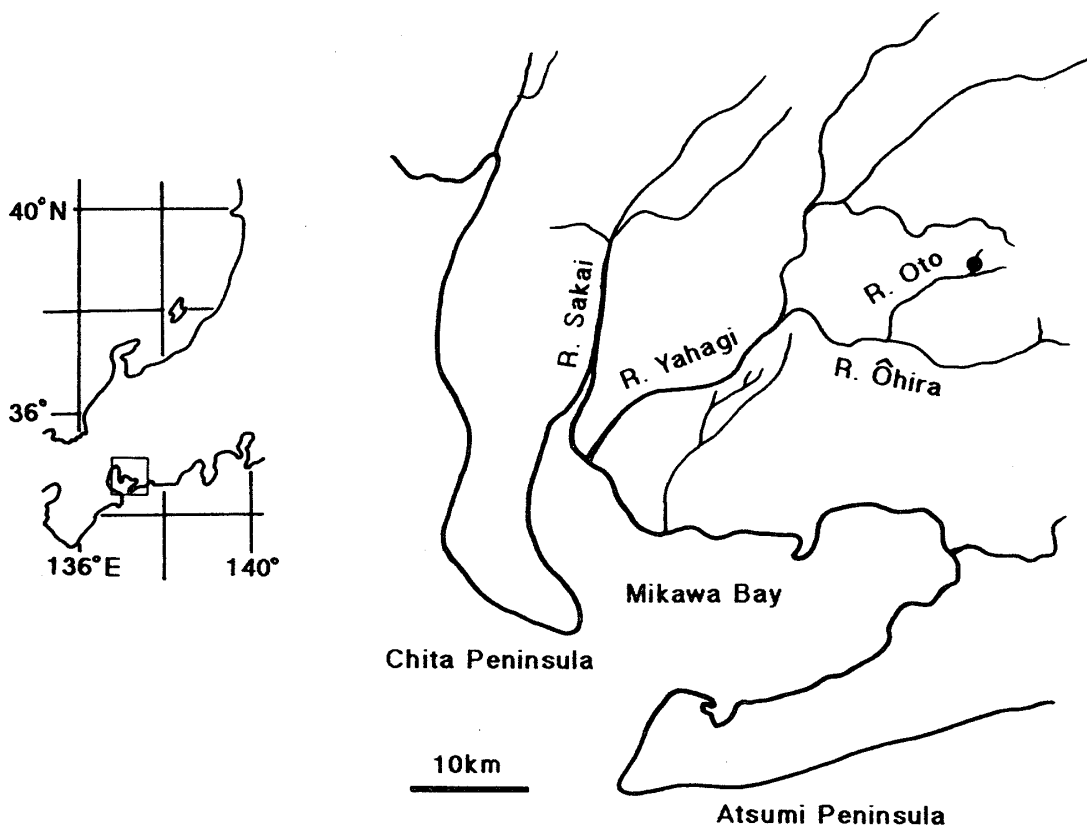 40°N
36°
136°E
140°
R. Sakai
R. Yahagi
R. Oto
R. Ôhira
Mikawa Bay
Chita Peninsula
10km
Atsumi Peninsula